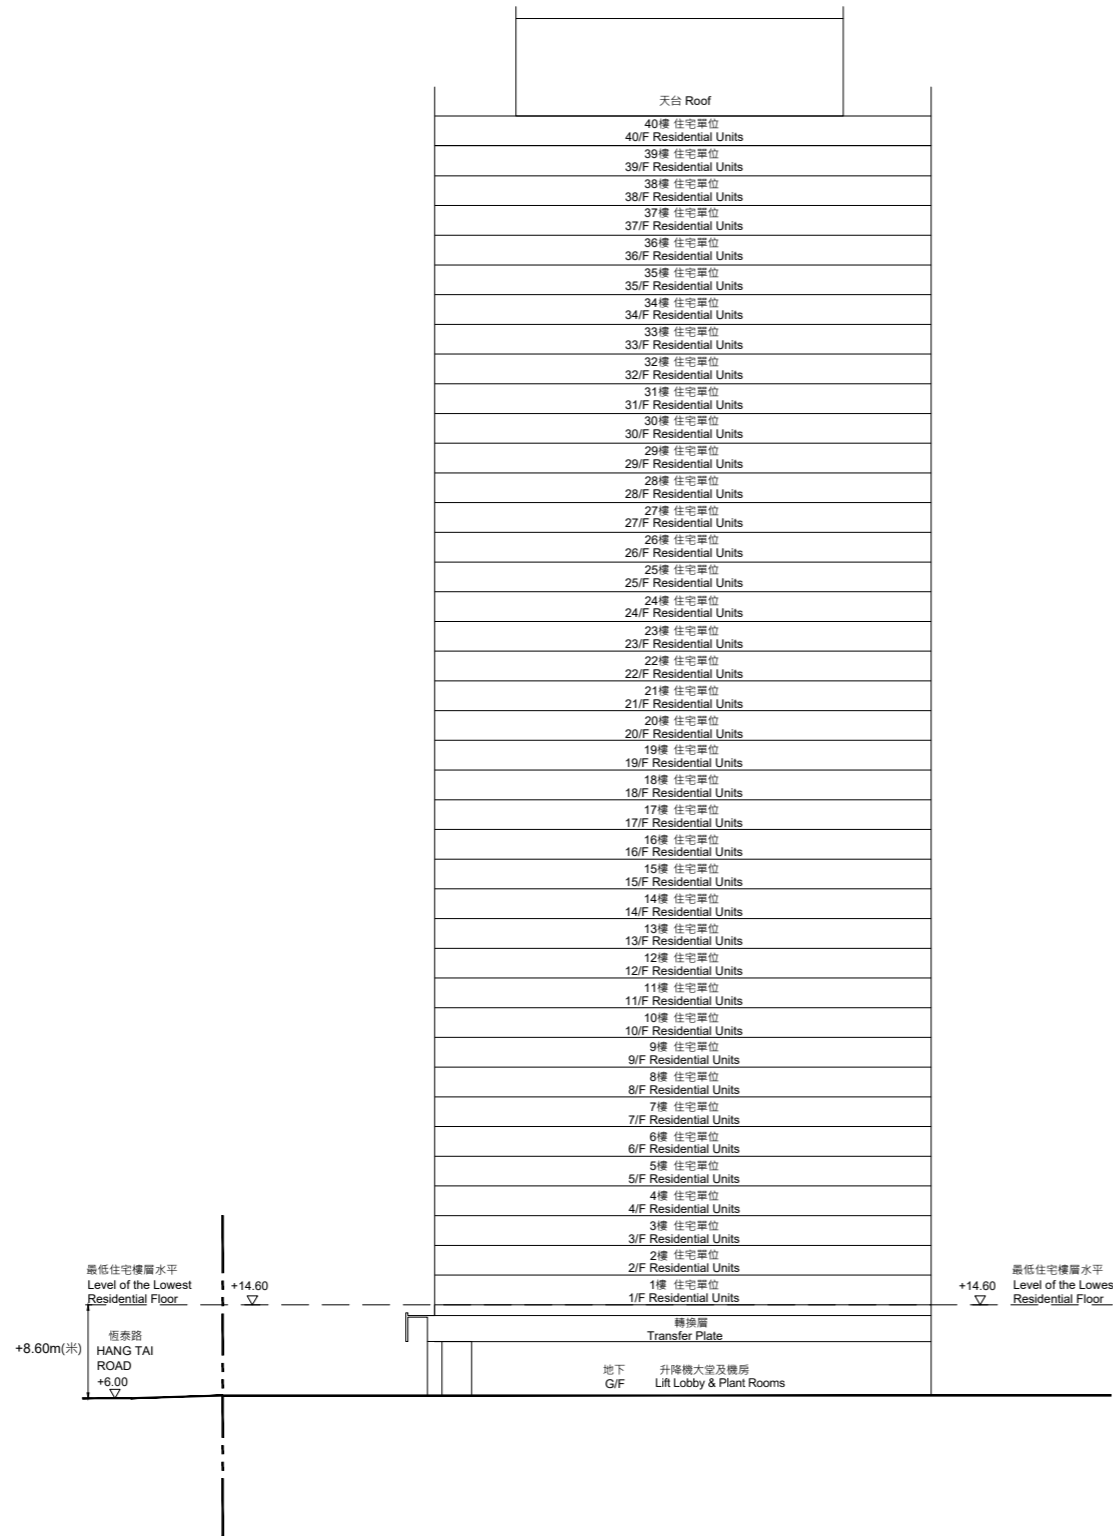 天台 Roof
40樓 住宅單位
40/F Residential Units
39樓 住宅單位
39/F Residential Units
38樓 住宅單位
38/F Residential Units
37樓 住宅單位
37/F Residential Units
36樓 住宅單位
36/F Residential Units
35樓 住宅單位
35/F Residential Units
34樓 住宅單位
34/F Residential Units
33樓 住宅單位
33/F Residential Units
32樓 住宅單位
32/F Residential Units
31樓 住宅單位
31/F Residential Units
30樓 住宅單位
30/F Residential Units
29樓 住宅單位
29/F Residential Units
28樓 住宅單位
28/F Residential Units
27樓 住宅單位
27/F Residential Units
26樓 住宅單位
26/F Residential Units
25樓 住宅單位
25/F Residential Units
24樓 住宅單位
24/F Residential Units
23樓 住宅單位
23/F Residential Units
22樓 住宅單位
22/F Residential Units
21樓 住宅單位
21/F Residential Units
20樓 住宅單位
20/F Residential Units
19樓 住宅單位
19/F Residential Units
18樓 住宅單位
18/F Residential Units
17樓 住宅單位
17/F Residential Units
16樓 住宅單位
16/F Residential Units
15樓 住宅單位
15/F Residential Units
14樓 住宅單位
14/F Residential Units
13樓 住宅單位
13/F Residential Units
12樓 住宅單位
12/F Residential Units
11樓 住宅單位
11/F Residential Units
10樓 住宅單位
10/F Residential Units
9樓 住宅單位
9/F Residential Units
8樓 住宅單位
8/F Residential Units
7樓 住宅單位
7/F Residential Units
6樓 住宅單位
6/F Residential Units
5樓 住宅單位
5/F Residential Units
4樓 住宅單位
4/F Residential Units
3樓 住宅單位
3/F Residential Units
2樓 住宅單位
2/F Residential Units
1樓 住宅單位
1/F Residential Units
最低住宅樓層水平
Level of the Lowest
Residential Floor
+14.60
+14.60
最低住宅樓層水平
Level of the Lowes
Residential Floor
轉換層
Transfer Plate
+8.60m(米)
恆泰路
HANG TAI
ROAD
+6.00
地下 升降機大堂及機房
G/F Lift Lobby & Plant Rooms